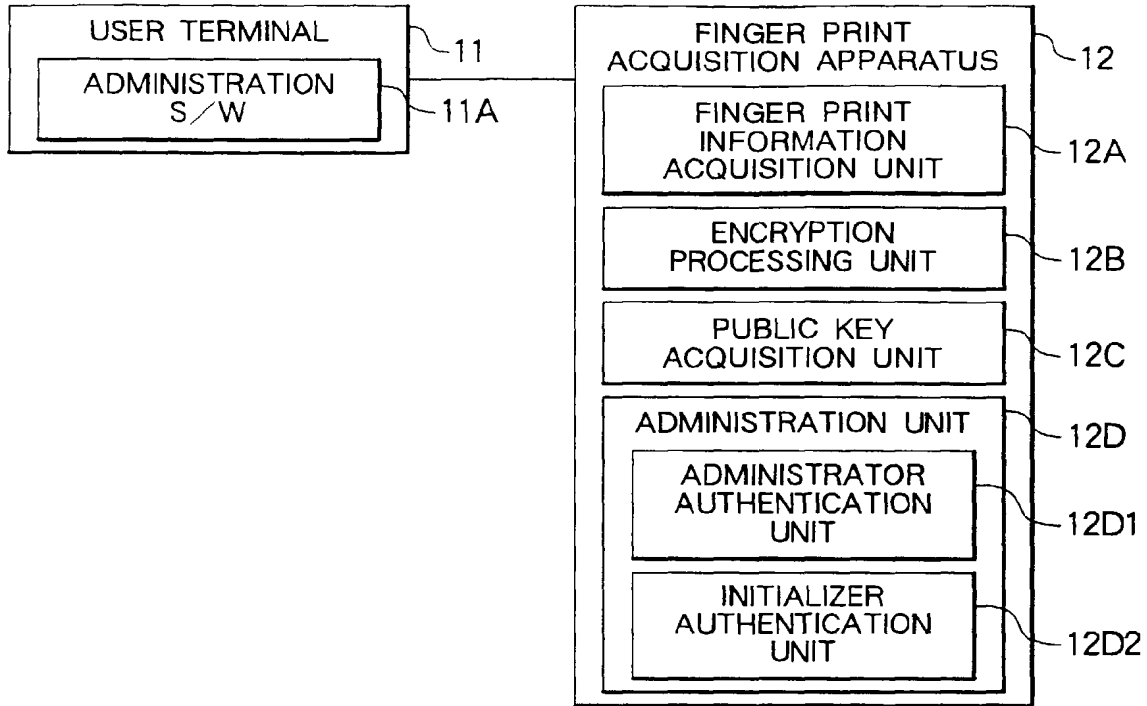 USER TERMINAL
11
ADMINISTRATION
S/W
11A
FINGER PRINT
ACQUISITION APPARATUS
12
FINGER PRINT
INFORMATION
ACQUISITION UNIT
12A
ENCRYPTION
PROCESSING UNIT
12B
PUBLIC KEY
ACQUISITION UNIT
12C
ADMINISTRATION UNIT
12D
ADMINISTRATOR
AUTHENTICATION
UNIT
12D1
INITIALIZER
AUTHENTICATION
UNIT
12D2